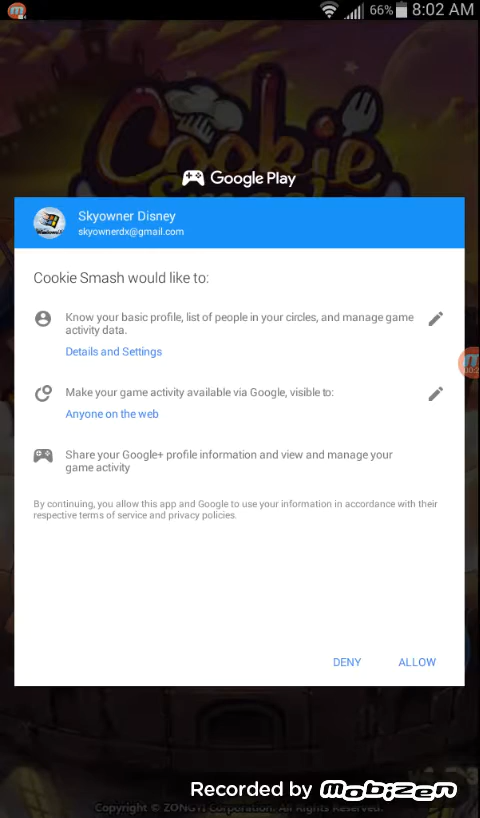 66% 8:02 AM
Cookie
Smash
Google Play
Skyowner Disney
skyownerdx@gmail.com
Cookie Smash would like to:
Know your basic profile, list of people in your circles, and manage game
activity data.
Details and Settings
Make your game activity available via Google, visible to:
Anyone on the web
Share your Google+ profile information and view and manage your
game activity
By continuing, you allow this app and Google to use your information in accordance with their
respective terms of service and privacy policies.
DENY ALLOW
Recorded by Mobizen
Copyright © ZONGYI Corporation. All Rights Reserved.